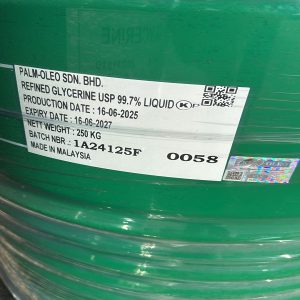 PALM-OLEO SDN. BHD.
REFINED GLYCERINE USP 99.7% LIQUID K
PRODUCTION DATE : 16-06-2025
EXPIRY DATE : 16-06-2027
NETT WEIGHT : 250 KG
BATCH NBR : 1A24125F 0058
MADE IN MALAYSIA